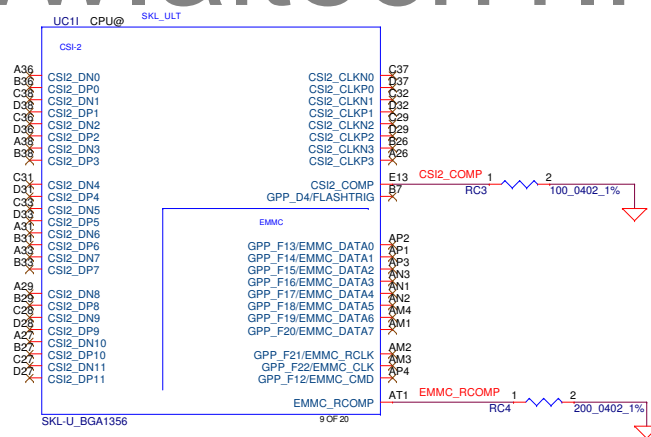 UC1I CPU@ SKL_ULT
CSI-2
A36 CSI2_DN0 CSI2_CLKN0 C37
B36 CSI2_DP0 CSI2_CLKP0 D37
C38 CSI2_DN1 CSI2_CLKN1 C32
D38 CSI2_DP1 CSI2_CLKP1 D32
C36 CSI2_DN2 CSI2_CLKN2 C29
D36 CSI2_DP2 CSI2_CLKP2 D29
A38 CSI2_DN3 CSI2_CLKN3 B26
B38 CSI2_DP3 CSI2_CLKP3 A26
C31 CSI2_DN4 CSI2_COMP E13 CSI2_COMP 1 2
D31 CSI2_DP4 GPP_D4/FLASHTRIG B7 RC3 100_0402_1%
C33 CSI2_DN5
D33 CSI2_DP5 EMMC
A31 CSI2_DN6
B31 CSI2_DP6 GPP_F13/EMMC_DATA0 AP2
A33 CSI2_DN7 GPP_F14/EMMC_DATA1 AP1
B33 CSI2_DP7 GPP_F15/EMMC_DATA2 AP3
GPP_F16/EMMC_DATA3 AN3
A29 CSI2_DN8 GPP_F17/EMMC_DATA4 AN1
B29 CSI2_DP8 GPP_F18/EMMC_DATA5 AN2
C28 CSI2_DN9 GPP_F19/EMMC_DATA6 AM4
D28 CSI2_DP9 GPP_F20/EMMC_DATA7 AM1
A27 CSI2_DN10
B27 CSI2_DP10 GPP_F21/EMMC_RCLK AM2
C27 CSI2_DN11 GPP_F22/EMMC_CLK AM3
D27 CSI2_DP11 GPP_F12/EMMC_CMD AP4
EMMC_RCOMP AT1 EMMC_RCOMP 1 2
RC4 200_0402_1%
SKL-U_BGA1356 9 OF 20